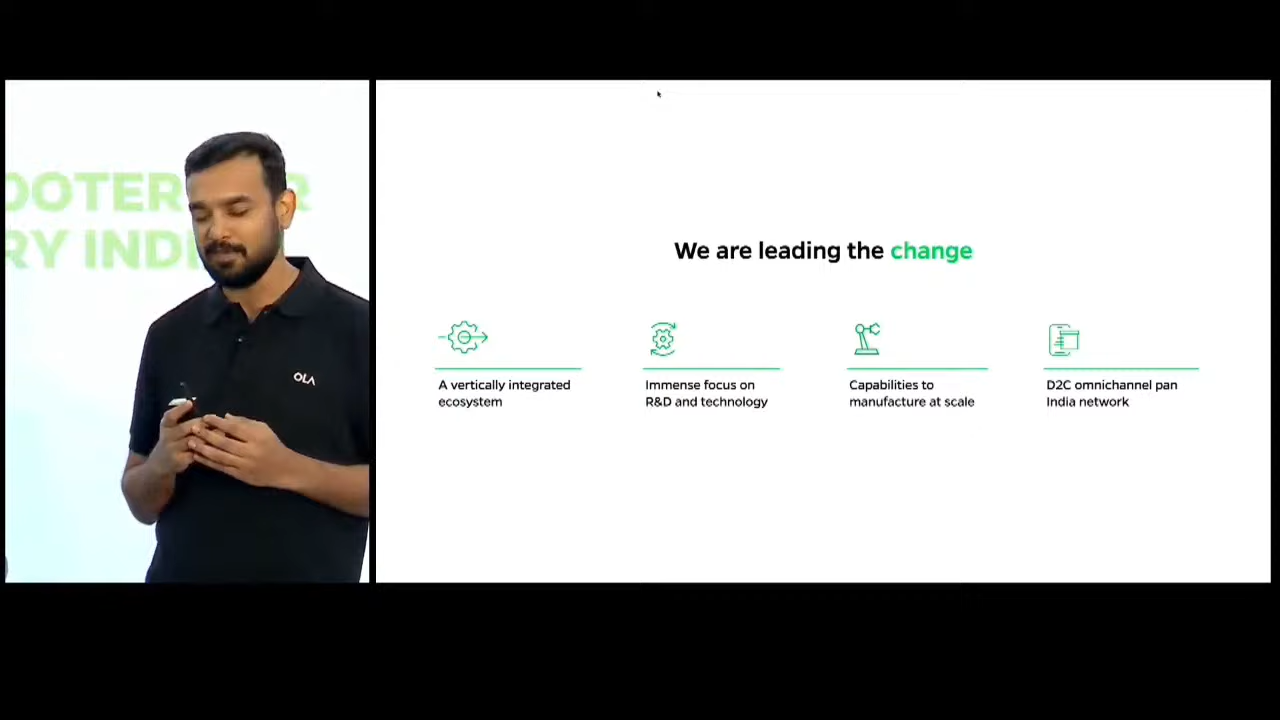 OOTER
R
RY INDI
OLA
We are leading the change
A vertically integrated
ecosystem
Immense focus on
R&D and technology
Capabilities to
manufacture at scale
D2C omnichannel pan
India network